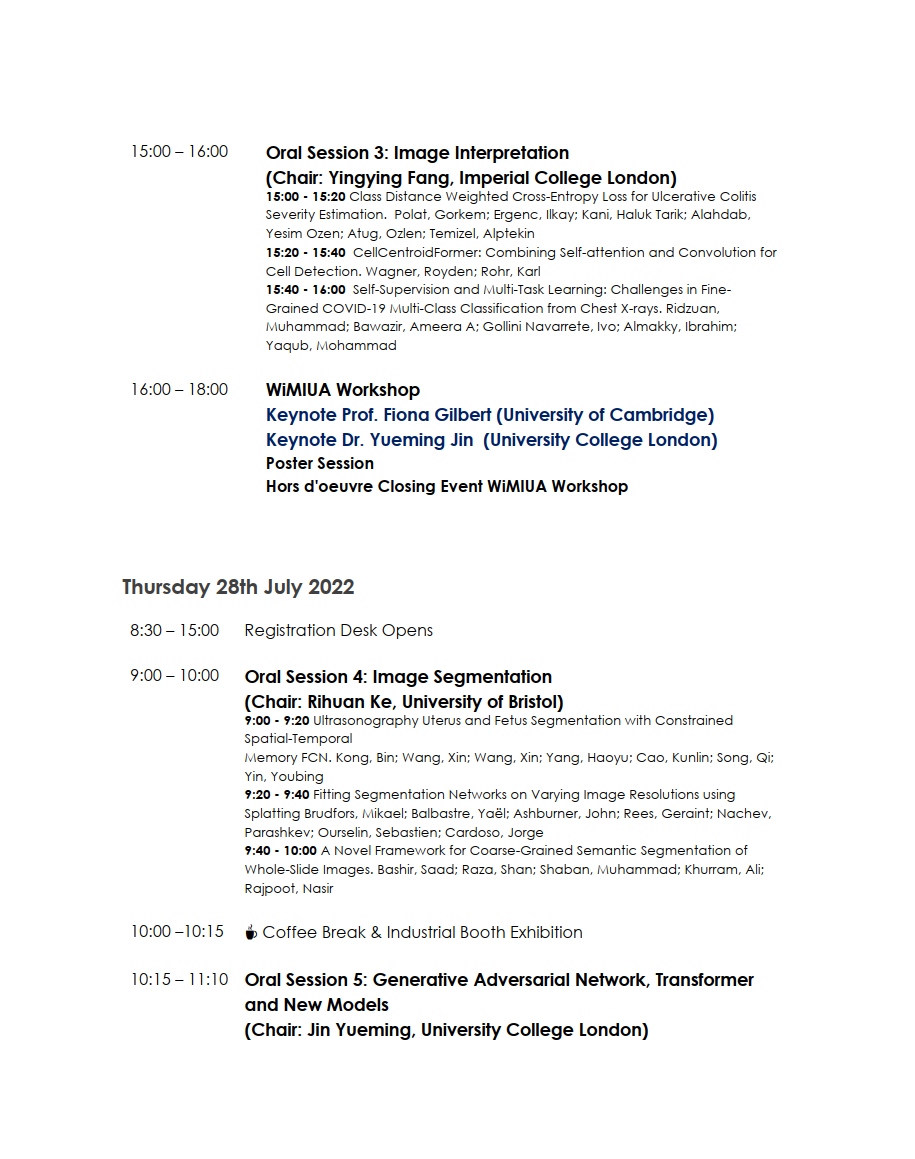 15:00 – 16:00 Oral Session 3: Image Interpretation
(Chair: Yingying Fang, Imperial College London)
15:00 - 15:20 Class Distance Weighted Cross-Entropy Loss for Ulcerative Colitis
Severity Estimation.  Polat, Gorkem; Ergenc, Ilkay; Kani, Haluk Tarik; Alahdab,
Yesim Ozen; Atug, Ozlen; Temizel, Alptekin
15:20 - 15:40  CellCentroidFormer: Combining Self-attention and Convolution for
Cell Detection. Wagner, Royden; Rohr, Karl
15:40 - 16:00  Self-Supervision and Multi-Task Learning: Challenges in Fine-
Grained COVID-19 Multi-Class Classification from Chest X-rays. Ridzuan,
Muhammad; Bawazir, Ameera A; Gollini Navarrete, Ivo; Almakky, Ibrahim;
Yaqub, Mohammad
16:00 – 18:00 WiMIUA Workshop
Keynote Prof. Fiona Gilbert (University of Cambridge)
Keynote Dr. Yueming Jin  (University College London)
Poster Session
Hors d'oeuvre Closing Event WiMIUA Workshop
Thursday 28th July 2022
8:30 – 15:00 Registration Desk Opens
9:00 – 10:00 Oral Session 4: Image Segmentation
(Chair: Rihuan Ke, University of Bristol)
9:00 - 9:20 Ultrasonography Uterus and Fetus Segmentation with Constrained
Spatial-Temporal
Memory FCN. Kong, Bin; Wang, Xin; Wang, Xin; Yang, Haoyu; Cao, Kunlin; Song, Qi;
Yin, Youbing
9:20 - 9:40 Fitting Segmentation Networks on Varying Image Resolutions using
Splatting Brudfors, Mikael; Balbastre, Yaël; Ashburner, John; Rees, Geraint; Nachev,
Parashkev; Ourselin, Sebastien; Cardoso, Jorge
9:40 - 10:00 A Novel Framework for Coarse-Grained Semantic Segmentation of
Whole-Slide Images. Bashir, Saad; Raza, Shan; Shaban, Muhammad; Khurram, Ali;
Rajpoot, Nasir
10:00 –10:15 Coffee Break & Industrial Booth Exhibition
10:15 – 11:10 Oral Session 5: Generative Adversarial Network, Transformer
and New Models
(Chair: Jin Yueming, University College London)